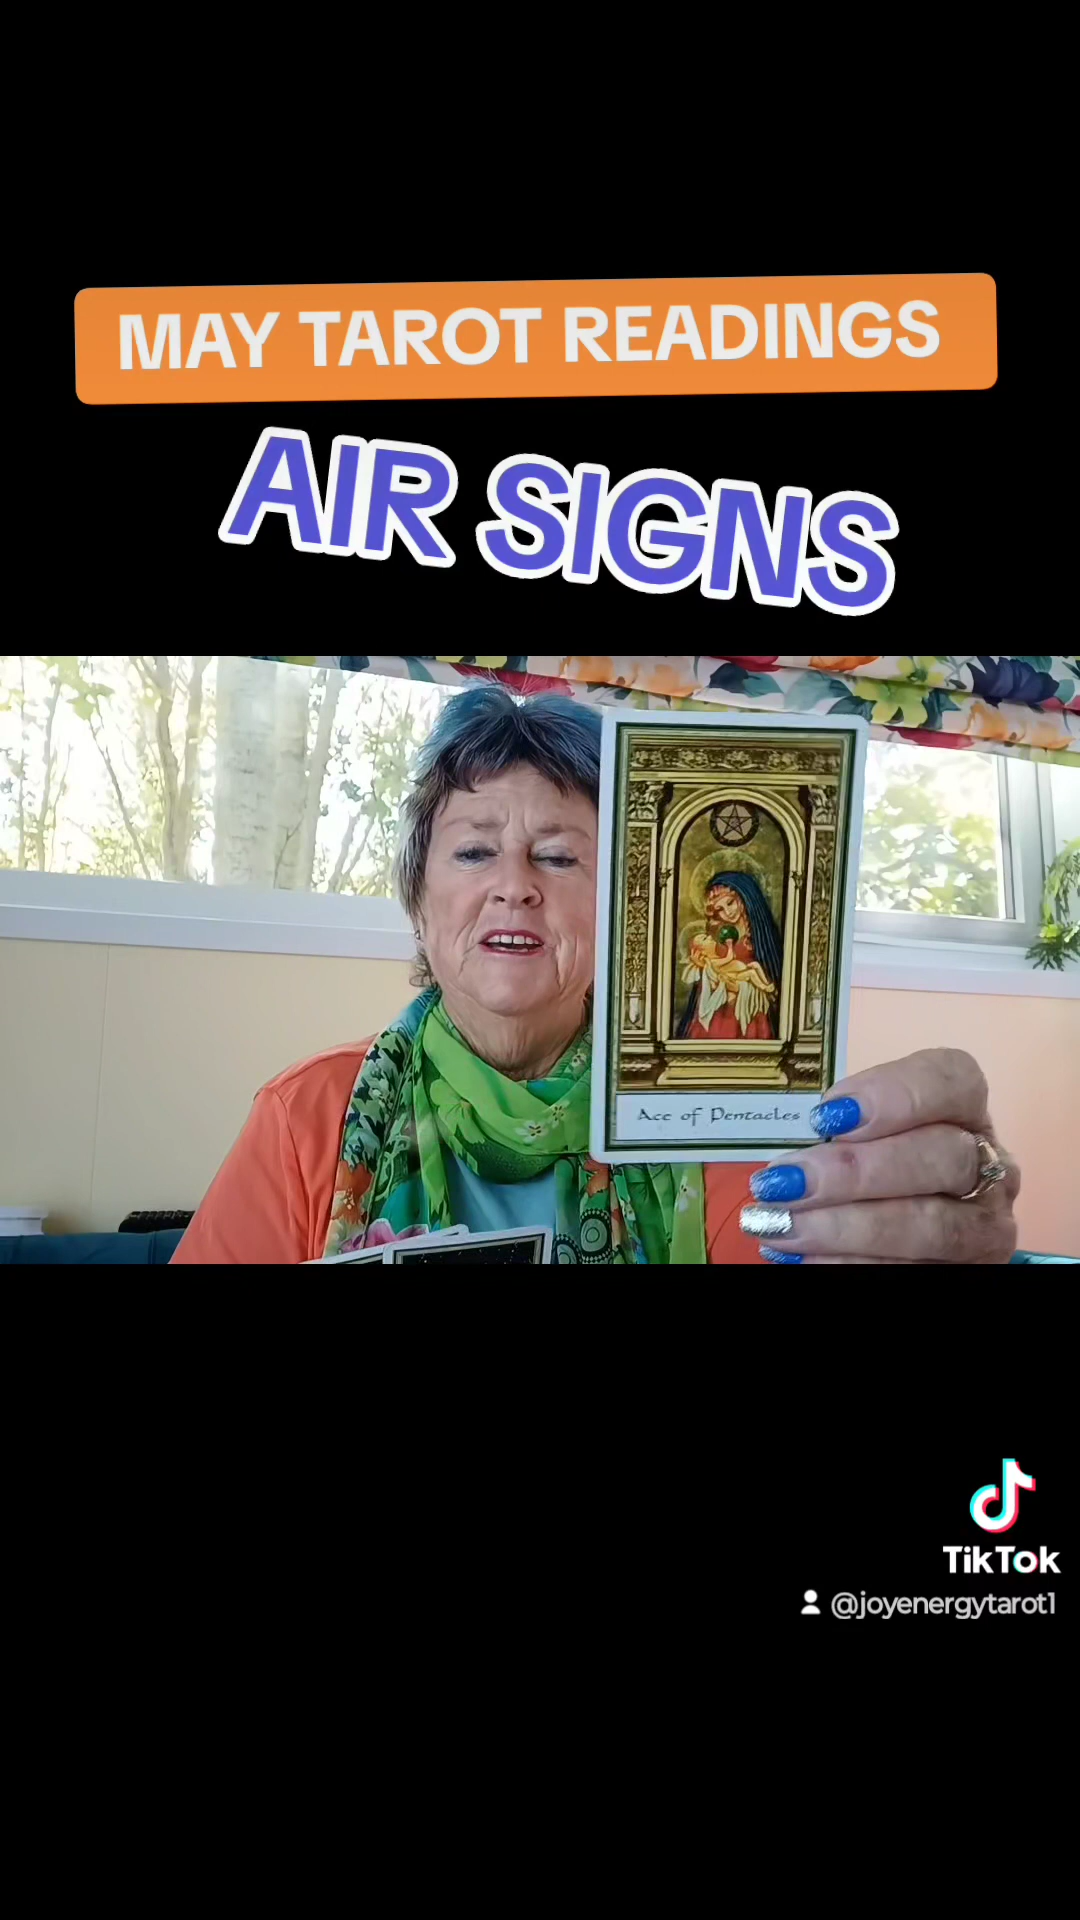 MAY TAROT READINGS
AIR SIGNS
Ace of Pentacles
TikTok
@joyenergytarot1